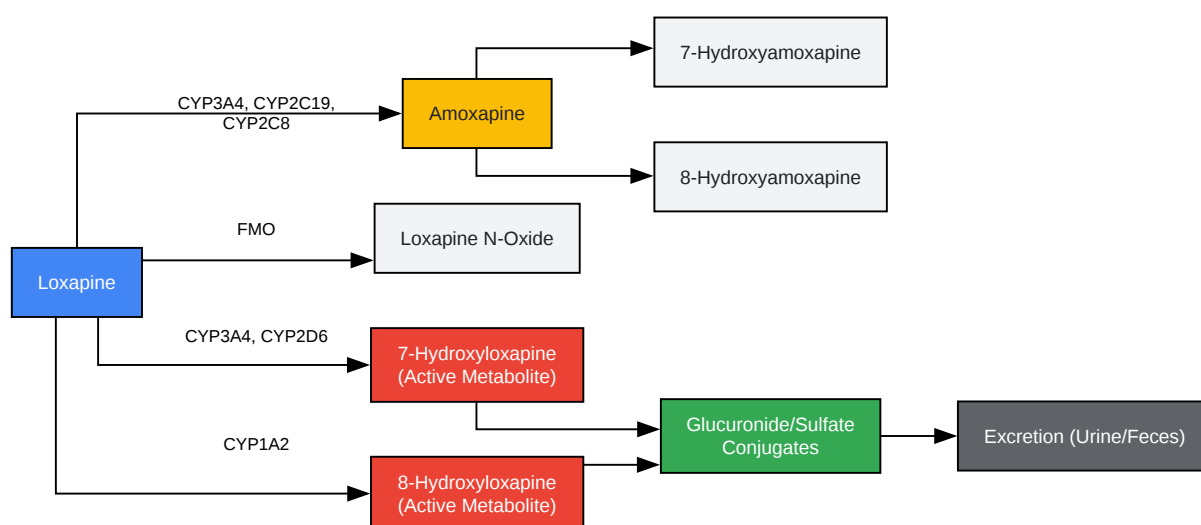 7-Hydroxyamoxapine
CYP3A4, CYP2C19,
CYP2C8
Amoxapine
8-Hydroxyamoxapine
FMO
Loxapine N-Oxide
Loxapine
CYP3A4, CYP2D6
7-Hydroxyloxapine
(Active Metabolite)
Glucuronide/Sulfate
Conjugates
Excretion (Urine/Feces)
CYP1A2
8-Hydroxyloxapine
(Active Metabolite)